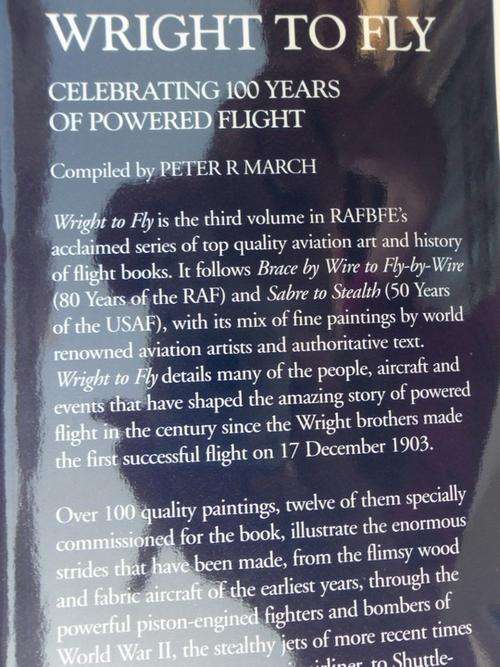 WRIGHT TO FLY
CELEBRATING 100 YEARS
OF POWERED FLIGHT
Compiled by PETER R MARCH
Wright to Fly is the third volume in RAFBFE's
acclaimed series of top quality aviation art and history
of flight books. It follows Brace by Wire to Fly-by-Wire
(80 Years of the RAF) and Sabre to Stealth (50 Years
of the USAF), with its mix of fine paintings by world
renowned aviation artists and authoritative text.
Wright to Fly details many of the people, aircraft and
events that have shaped the amazing story of powered
flight in the century since the Wright brothers made
the first successful flight on 17 December 1903.
Over 100 quality paintings, twelve of them specially
commissioned for the book, illustrate the enormous
strides that have been made, from the flimsy wood
and fabric aircraft of the earliest years, through the
powerful piston-engined fighters and bombers of
World War II, the stealthy jets of more recent times
to Shuttle-